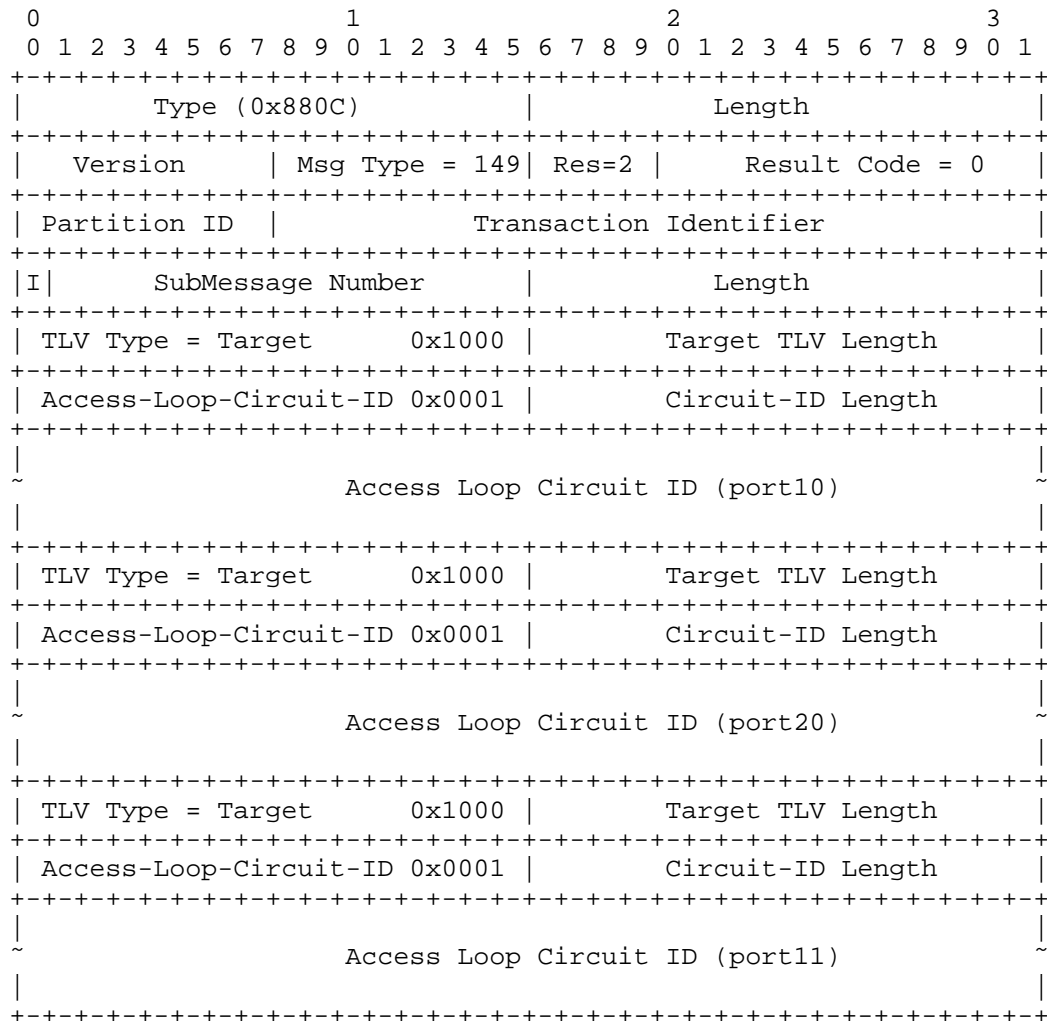 0                   1                   2                   3
 0 1 2 3 4 5 6 7 8 9 0 1 2 3 4 5 6 7 8 9 0 1 2 3 4 5 6 7 8 9 0 1
+-+-+-+-+-+-+-+-+-+-+-+-+-+-+-+-+-+-+-+-+-+-+-+-+-+-+-+-+-+-+-+-+
|        Type (0x880C)          |           Length              |
+-+-+-+-+-+-+-+-+-+-+-+-+-+-+-+-+-+-+-+-+-+-+-+-+-+-+-+-+-+-+-+-+
|   Version     | Msg Type = 149| Res=2 |     Result Code = 0   |
+-+-+-+-+-+-+-+-+-+-+-+-+-+-+-+-+-+-+-+-+-+-+-+-+-+-+-+-+-+-+-+-+
| Partition ID  |            Transaction Identifier             |
+-+-+-+-+-+-+-+-+-+-+-+-+-+-+-+-+-+-+-+-+-+-+-+-+-+-+-+-+-+-+-+-+
|I|      SubMessage Number      |           Length              |
+-+-+-+-+-+-+-+-+-+-+-+-+-+-+-+-+-+-+-+-+-+-+-+-+-+-+-+-+-+-+-+-+
| TLV Type = Target      0x1000 |        Target TLV Length      |
+-+-+-+-+-+-+-+-+-+-+-+-+-+-+-+-+-+-+-+-+-+-+-+-+-+-+-+-+-+-+-+-+
| Access-Loop-Circuit-ID 0x0001 |        Circuit-ID Length      |
+-+-+-+-+-+-+-+-+-+-+-+-+-+-+-+-+-+-+-+-+-+-+-+-+-+-+-+-+-+-+-+-+
|                                                               |
~                    Access Loop Circuit ID (port10)            ~
|                                                               |
+-+-+-+-+-+-+-+-+-+-+-+-+-+-+-+-+-+-+-+-+-+-+-+-+-+-+-+-+-+-+-+-+
| TLV Type = Target      0x1000 |        Target TLV Length      |
+-+-+-+-+-+-+-+-+-+-+-+-+-+-+-+-+-+-+-+-+-+-+-+-+-+-+-+-+-+-+-+-+
| Access-Loop-Circuit-ID 0x0001 |        Circuit-ID Length      |
+-+-+-+-+-+-+-+-+-+-+-+-+-+-+-+-+-+-+-+-+-+-+-+-+-+-+-+-+-+-+-+-+
|                                                               |
~                    Access Loop Circuit ID (port20)            ~
|                                                               |
+-+-+-+-+-+-+-+-+-+-+-+-+-+-+-+-+-+-+-+-+-+-+-+-+-+-+-+-+-+-+-+-+
| TLV Type = Target      0x1000 |        Target TLV Length      |
+-+-+-+-+-+-+-+-+-+-+-+-+-+-+-+-+-+-+-+-+-+-+-+-+-+-+-+-+-+-+-+-+
| Access-Loop-Circuit-ID 0x0001 |        Circuit-ID Length      |
+-+-+-+-+-+-+-+-+-+-+-+-+-+-+-+-+-+-+-+-+-+-+-+-+-+-+-+-+-+-+-+-+
|                                                               |
~                    Access Loop Circuit ID (port11)            ~
|                                                               |
+-+-+-+-+-+-+-+-+-+-+-+-+-+-+-+-+-+-+-+-+-+-+-+-+-+-+-+-+-+-+-+-+